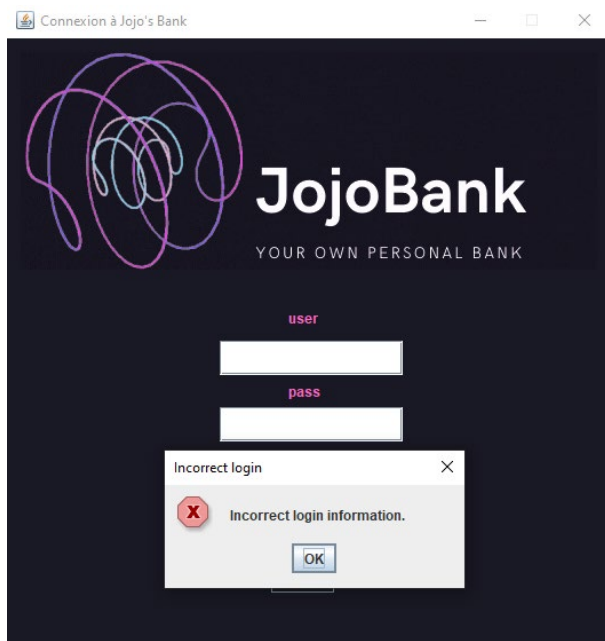 Connexion à Jojo's Bank
JojoBank
YOUR OWN PERSONAL BANK
user
pass
Incorrect login
Incorrect login information.
OK